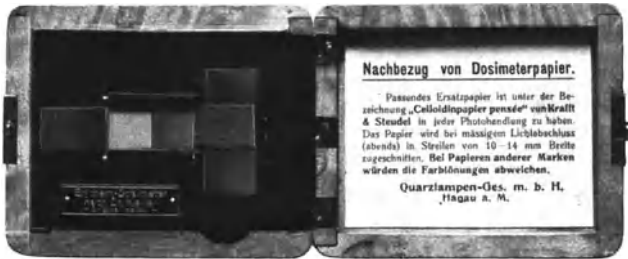 Nachbezug von Dosimeterpapier.
Passendes Ersatzpapier ist unter der Be-
zeichnung „Celloidinpapier pensée“ von Krafft
& Steudel in jeder Photohandlung zu haben.
Das Papier wird bei mässigem Lichtabschluss
(abends) in Streifen von 10—14 mm Breite
zugeschnitten. Bei Papieren anderer Marken
würden die Farbtönungen abweichen.
Quarzlampen-Ges. m. b. H.
Hagau a. M.